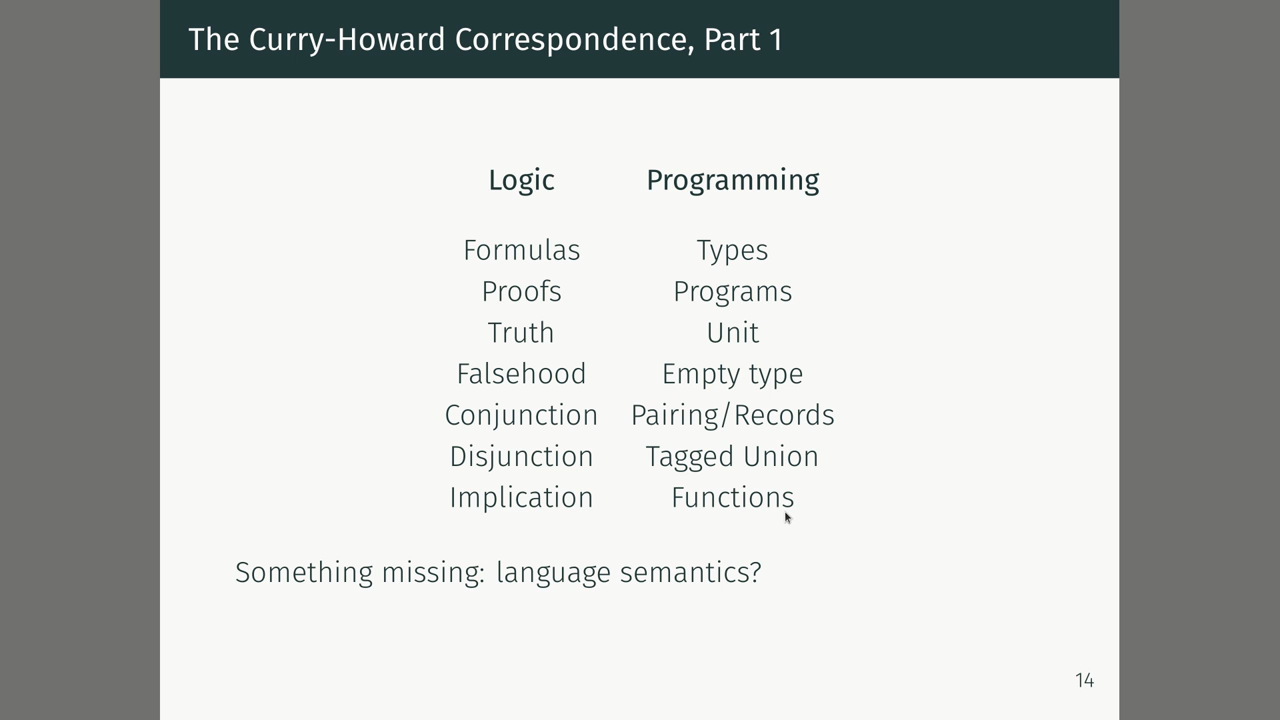 The Curry-Howard Correspondence, Part 1
Logic Programming
Formulas Types
Proofs Programs
Truth Unit
Falsehood Empty type
Conjunction Pairing/Records
Disjunction Tagged Union
Implication Functions
Something missing: language semantics?
14